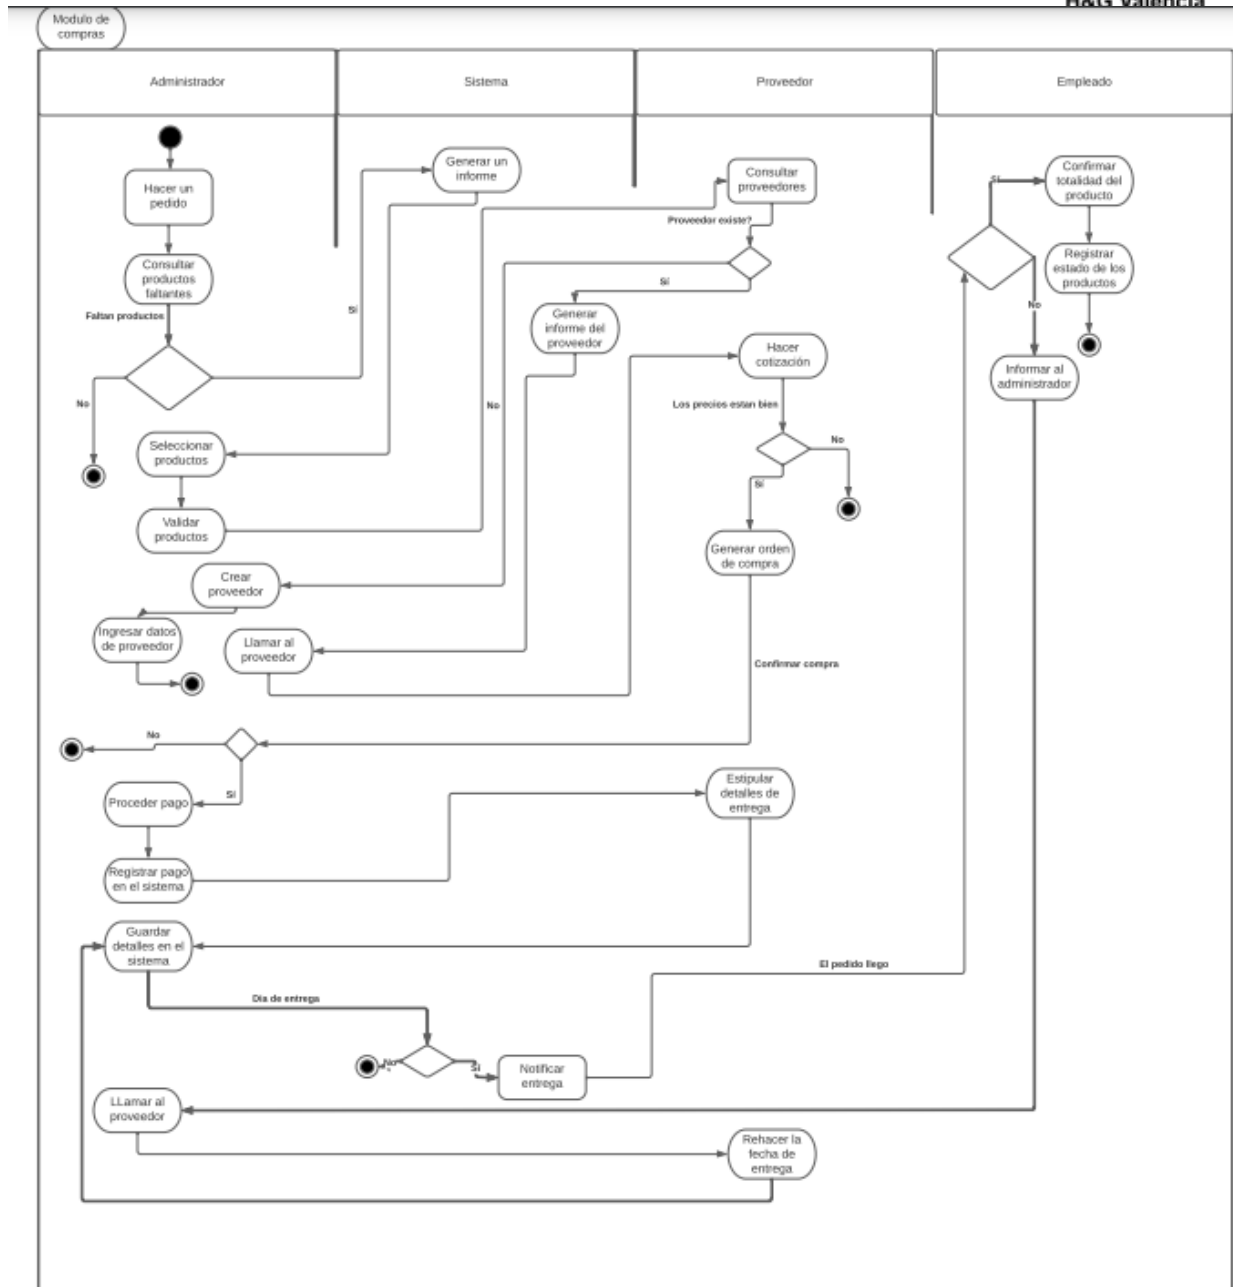 H&G Valencia
Modulo de
compras
Administrador
Sistema
Proveedor
Empleado
Hacer un
pedido
Generar un
informe
Consultar
proveedores
Confirmar
totalidad del
producto
Si
Proveedor existe?
Consultar
productos
faltantes
Registrar
estado de los
productos
Si
Faltan productos
Si
Generar
informe del
proveedor
No
Hacer
cotización
Informar al
administrador
No
No
Los precios estan bien
No
Seleccionar
productos
Si
Validar
productos
Generar orden
de compra
Crear
proveedor
Ingresar datos
de proveedor
Llamar al
proveedor
Confirmar compra
No
Si
Proceder pago
Estipular
detalles de
entrega
Registrar pago
en el sistema
Guardar
detalles en el
sistema
El pedido llego
Dia de entrega
No
Si
Notificar
entrega
LLamar al
proveedor
Rehacer la
fecha de
entrega